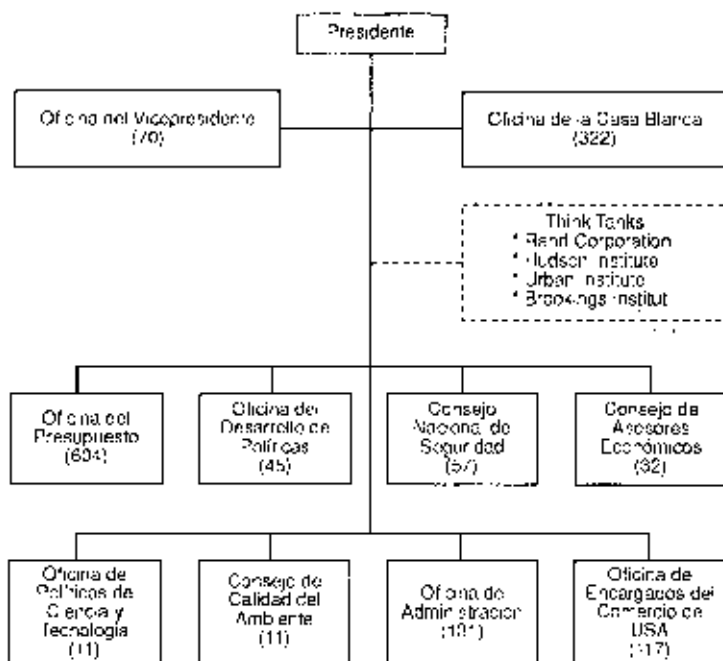 Presidente
Oficina del Vicepresidente
(70)
Oficina de la Casa Blanca
(322)
Think Tanks
* Rand Corporation
* Hudson Institute
* Urban Institute
* Brookings Institut
Oficina del
Presupuesto
(604)
Oficina del
Desarrollo de
Políticas
(45)
Consejo
Nacional de
Seguridad
(57)
Consejo de
Asesores
Económicos
(32)
Oficina de
Políticas de
Ciencia y
Tecnología
(11)
Consejo de
Calidad del
Ambiente
(11)
Oficina de
Administración
Oficina de
Encargados del
Comercio de
USA